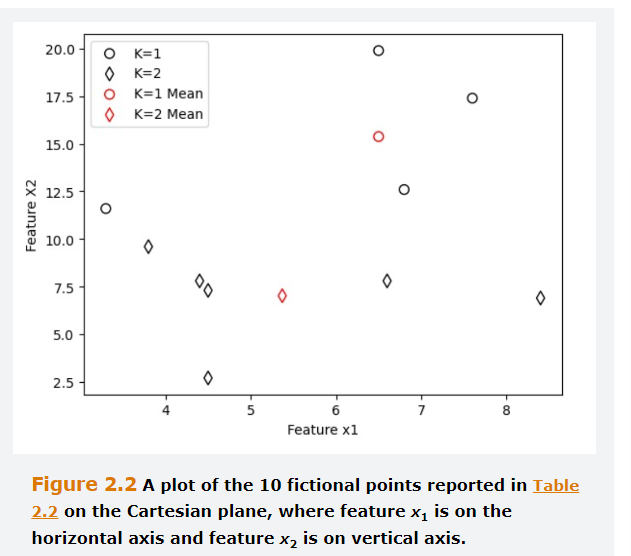 20.0
17.5
15.0
12.5
10.0
7.5
5.0
2.5
Feature X2
K=1
K=2
K=1 Mean
K=2 Mean
4 5 6 7 8
Feature x1
Figure 2.2 A plot of the 10 fictional points reported in Table
2.2 on the Cartesian plane, where feature x₁ is on the
horizontal axis and feature x₂ is on vertical axis.